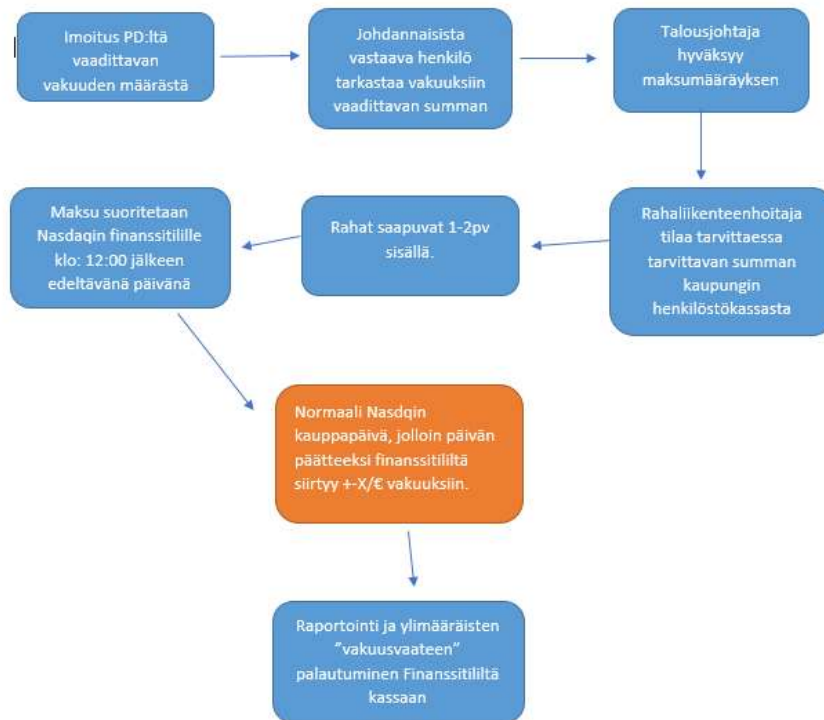 Imoitus PD:ltä
vaadittavan
vakuuden määrästä
Johdannaisista
vastaava henkilö
tarkastaa vakuuksiin
vaadittavan summan
Talousjohtaja
hyväksyy
maksumääräyksen
Rahaliikenteenhoitaja
tilaa tarvittaessa
tarvittavan summan
kaupungin
henkilöstökassasta
Rahat saapuvat 1-2pv
sisällä.
Maksu suoritetaan
Nasdaqin finanssitilille
klo: 12:00 jälkeen
edeltävänä päivänä
Normaali Nasdqin
kauppapäivä, jolloin päivän
päätteeksi finanssitililtä
siirtyy +-X/€ vakuuksiin.
Raportointi ja ylimääräisten
”vakuusvaateen”
palautuminen Finanssitililtä
kassaan